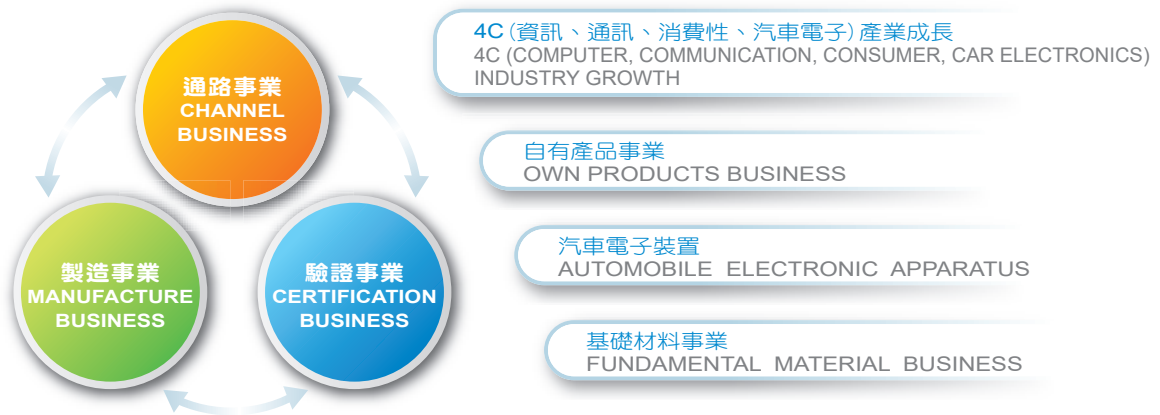 通路事業
CHANNEL
BUSINESS
製造事業
MANUFACTURE
BUSINESS
驗證事業
CERTIFICATION
BUSINESS
4C (資訊、通訊、消費性、汽車電子) 產業成長
4C (COMPUTER, COMMUNICATION, CONSUMER, CAR ELECTRONICS)
INDUSTRY GROWTH
自有產品事業
OWN PRODUCTS BUSINESS
汽車電子裝置
AUTOMOBILE ELECTRONIC APPARATUS
基礎材料事業
FUNDAMENTAL MATERIAL BUSINESS